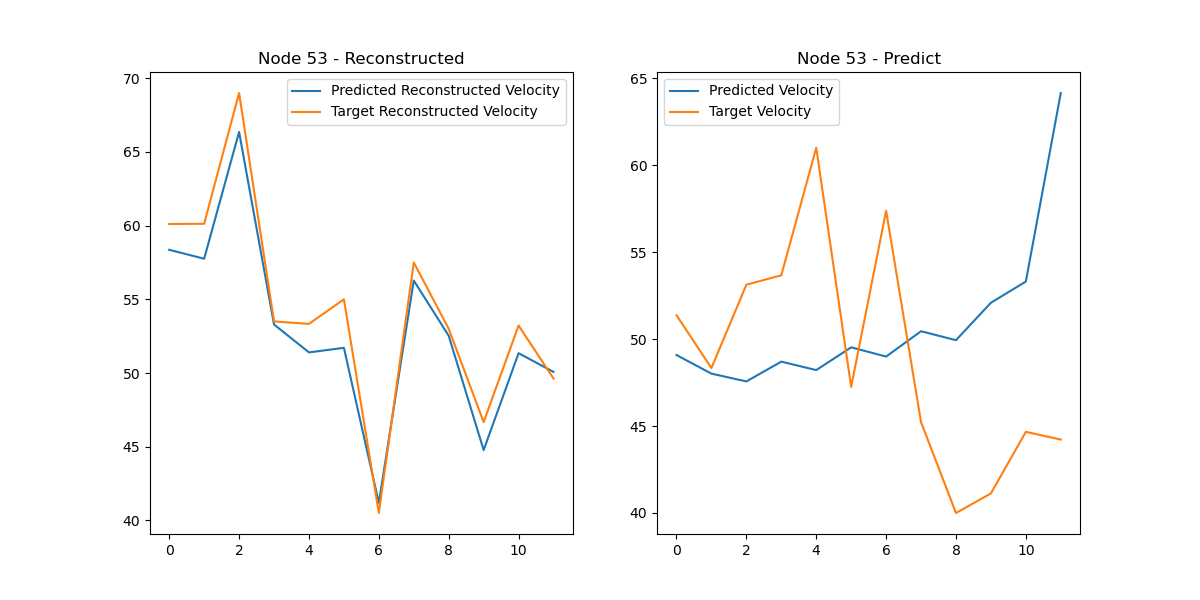 Node 53 - Reconstructed
Predicted Reconstructed Velocity
Target Reconstructed Velocity
70
65
60
55
50
45
40
0 2 4 6 8 10
Node 53 - Predict
Predicted Velocity
Target Velocity
65
60
55
50
45
40
0 2 4 6 8 10